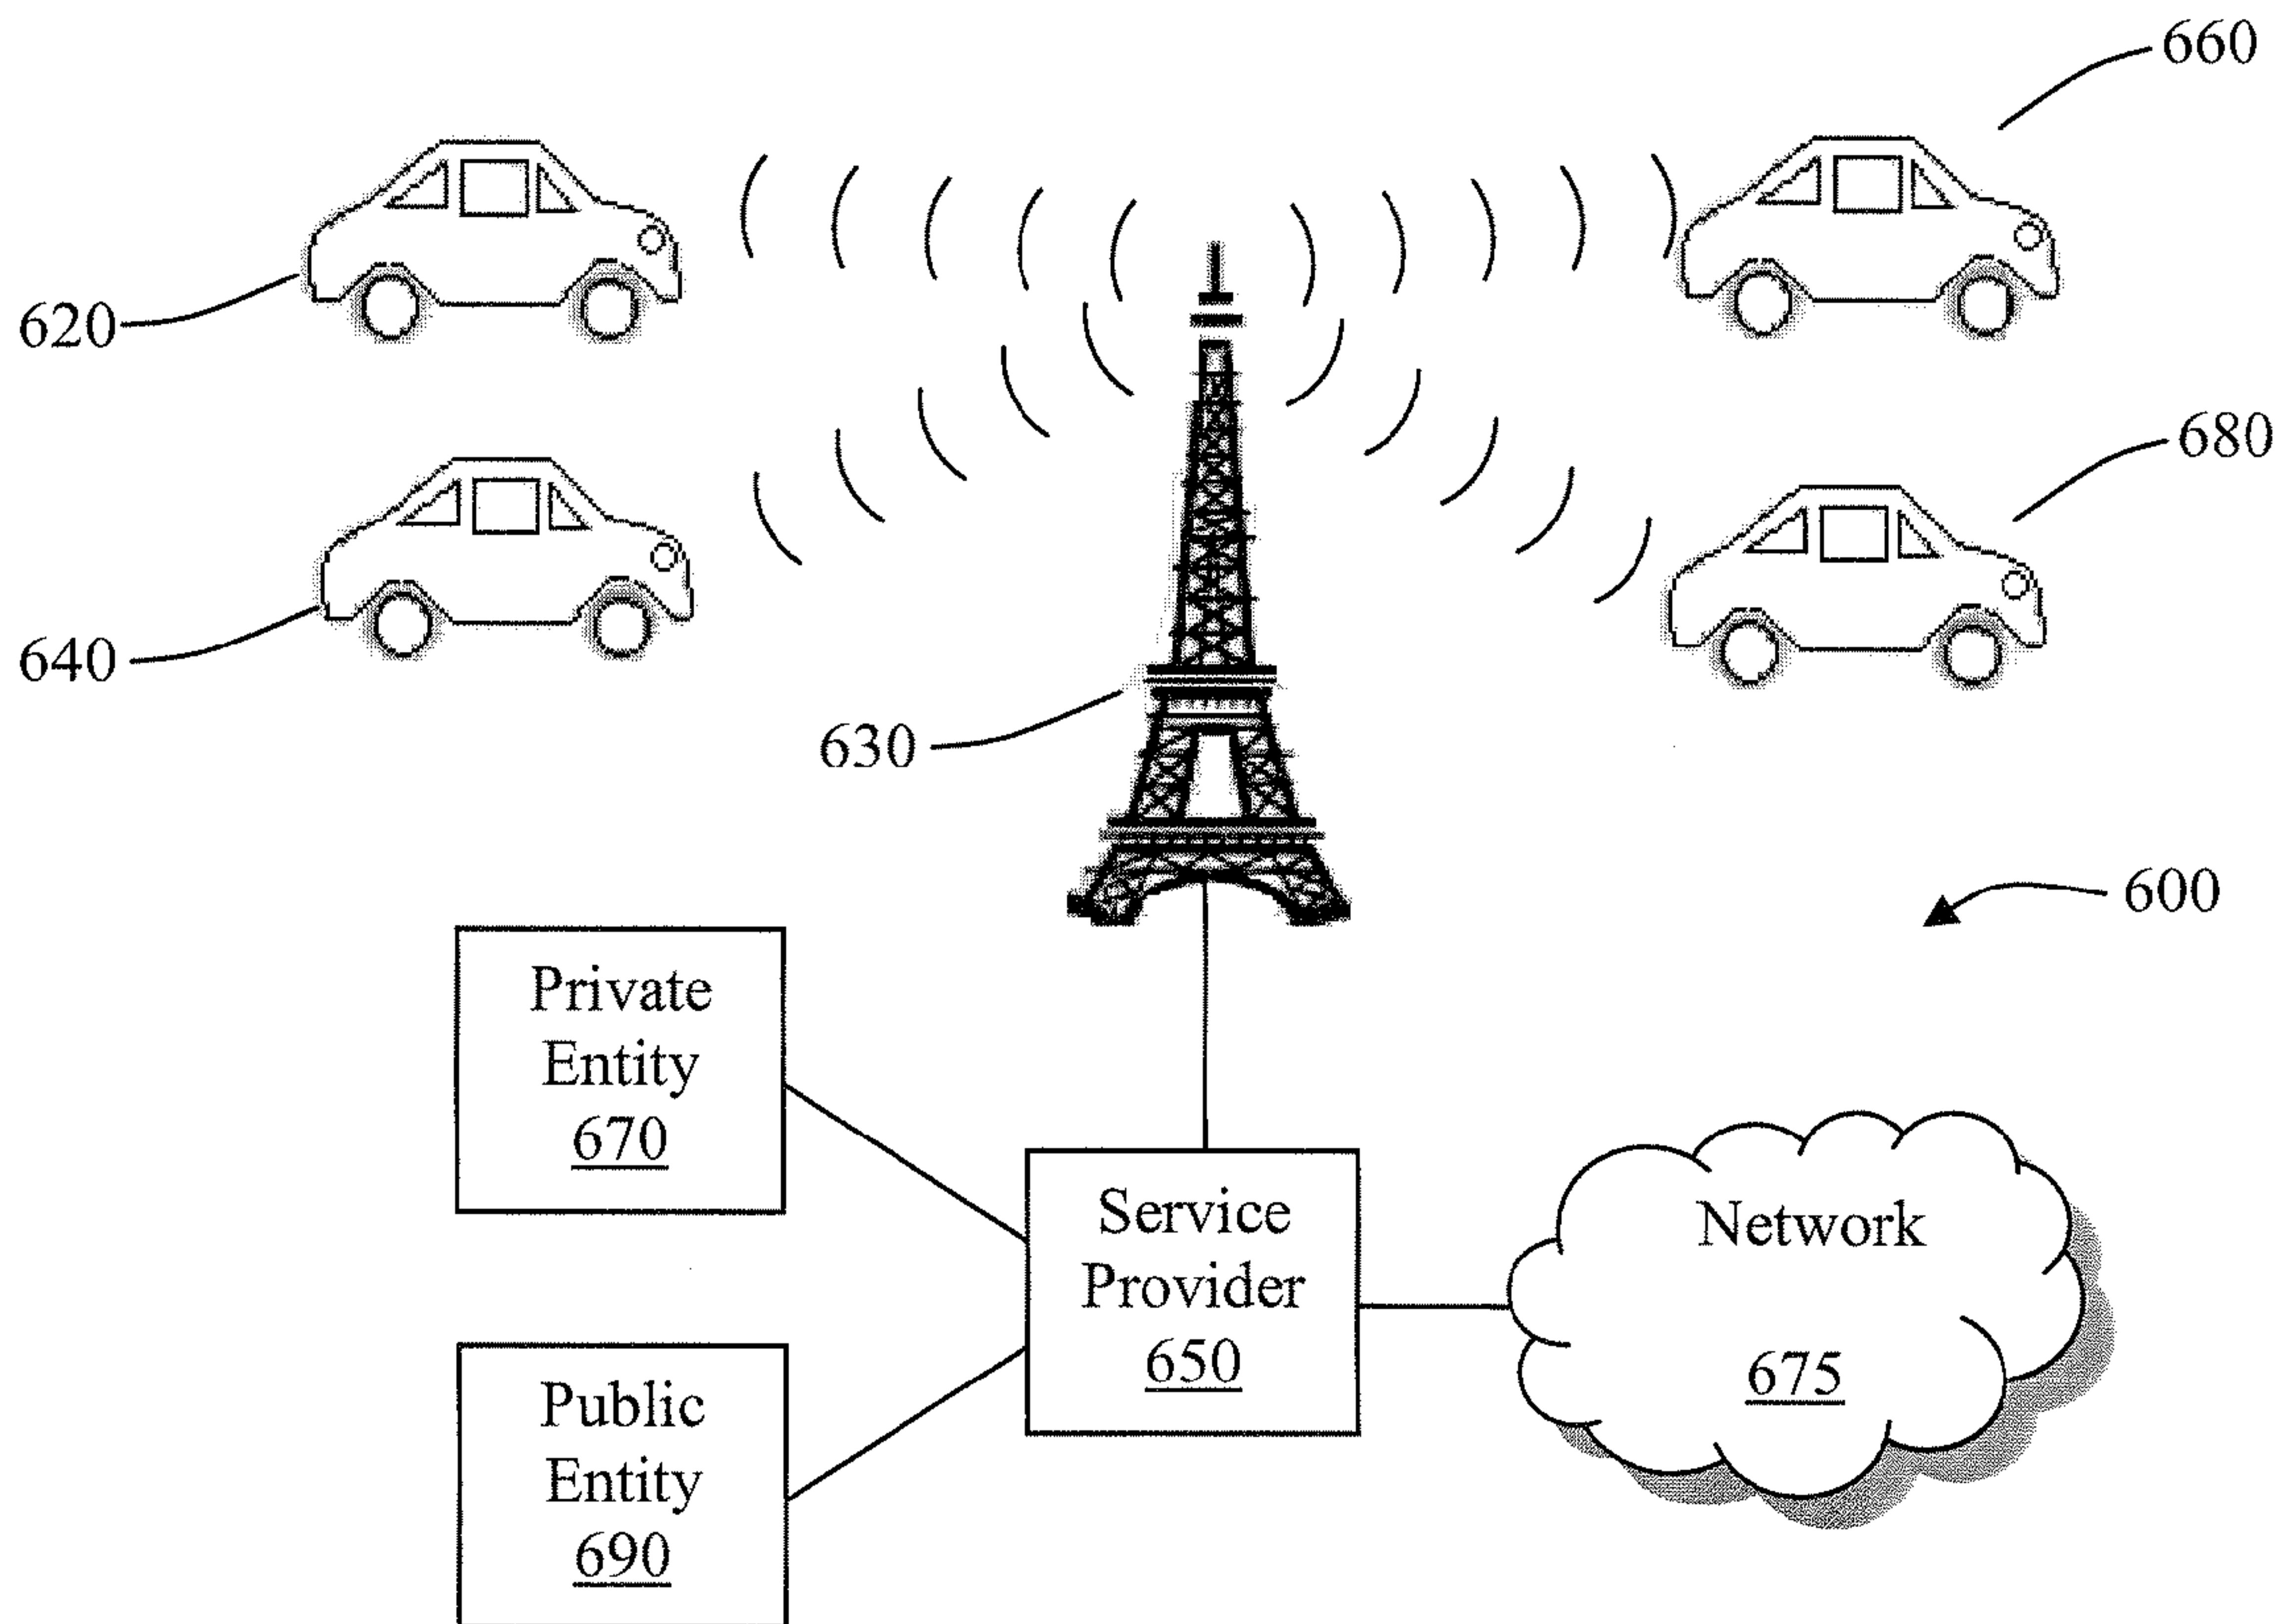 660
620
680
640
630
600
Private
Entity
670
Service
Provider
650
Network
675
Public
Entity
690